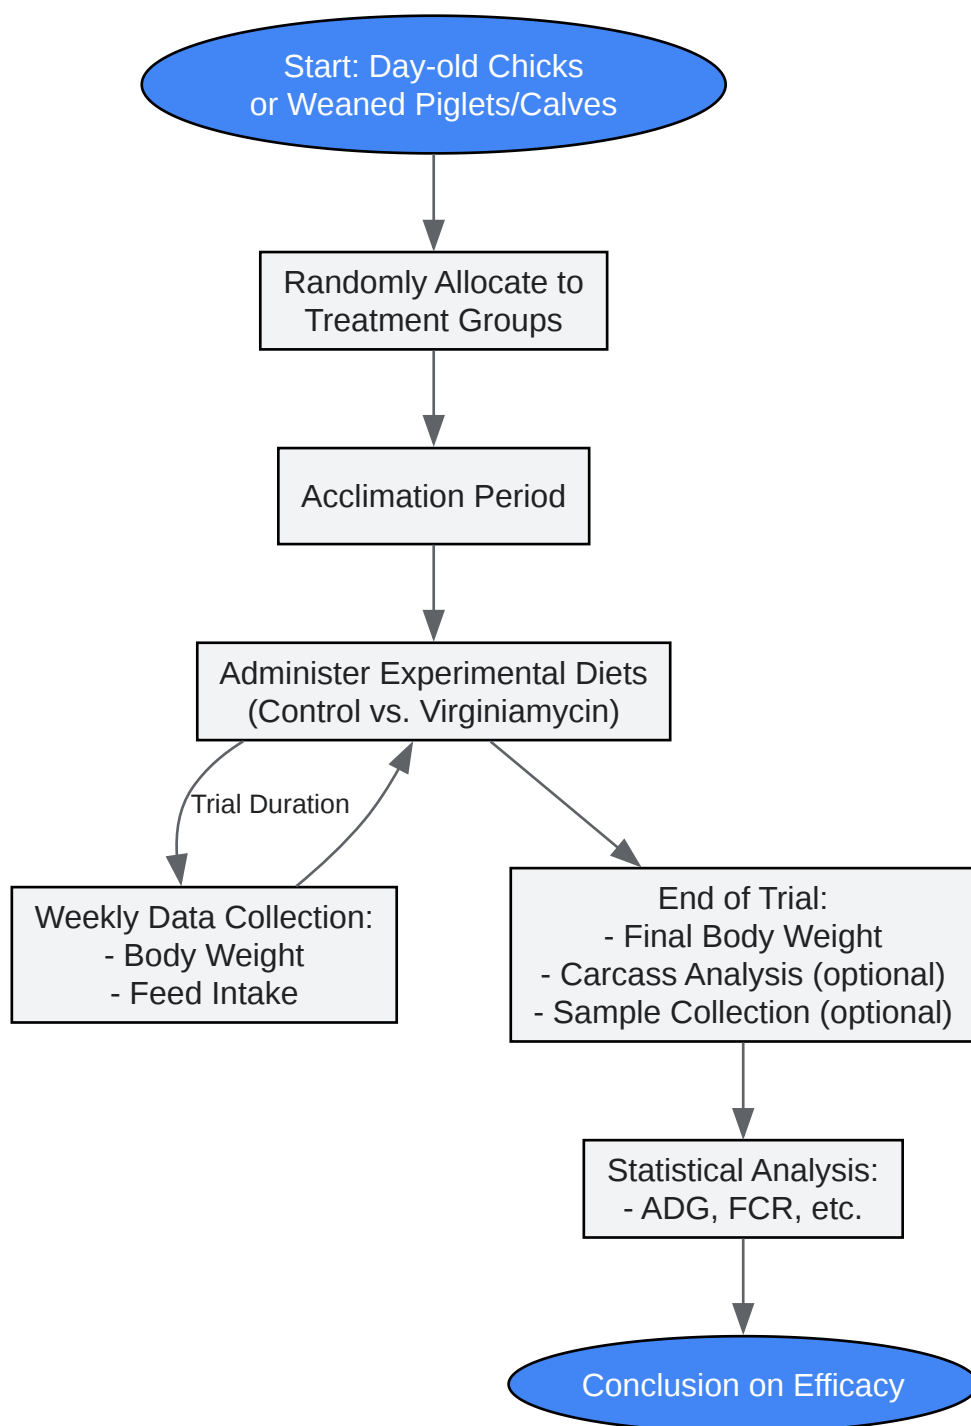 Start: Day-old Chicks
or Weaned Piglets/Calves
Randomly Allocate to
Treatment Groups
Acclimation Period
Administer Experimental Diets
(Control vs. Virginiamycin)
Trial Duration
Weekly Data Collection:
- Body Weight
- Feed Intake
End of Trial:
- Final Body Weight
- Carcass Analysis (optional)
- Sample Collection (optional)
Statistical Analysis:
- ADG, FCR, etc.
Conclusion on Efficacy